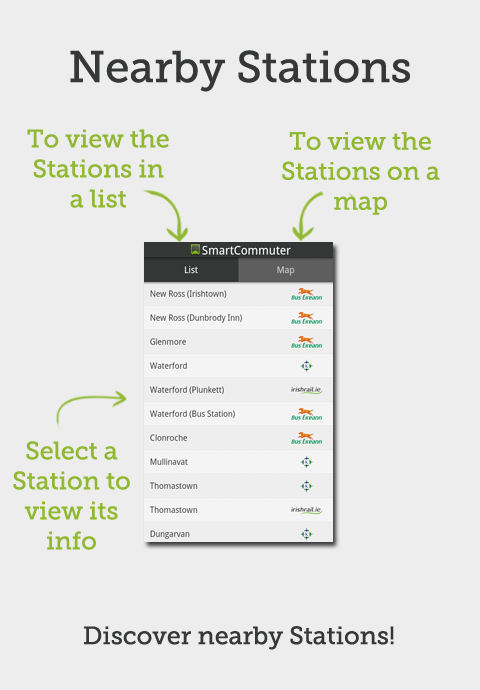 Nearby Stations
To view the
Stations in
a list
To view the
Stations on a
map
SmartCommuter
List
Map
New Ross (Irishtown)
Bus Éireann
New Ross (Dunbrody Inn)
Bus Éireann
Glenmore
Bus Éireann
Waterford
Waterford (Plunkett)
irishrail.ie
Waterford (Bus Station)
Bus Éireann
Clonroche
Bus Éireann
Mullinavat
Thomastown
Thomastown
irishrail.ie
Dungarvan
Select a
Station to
view its
info
Discover nearby Stations!